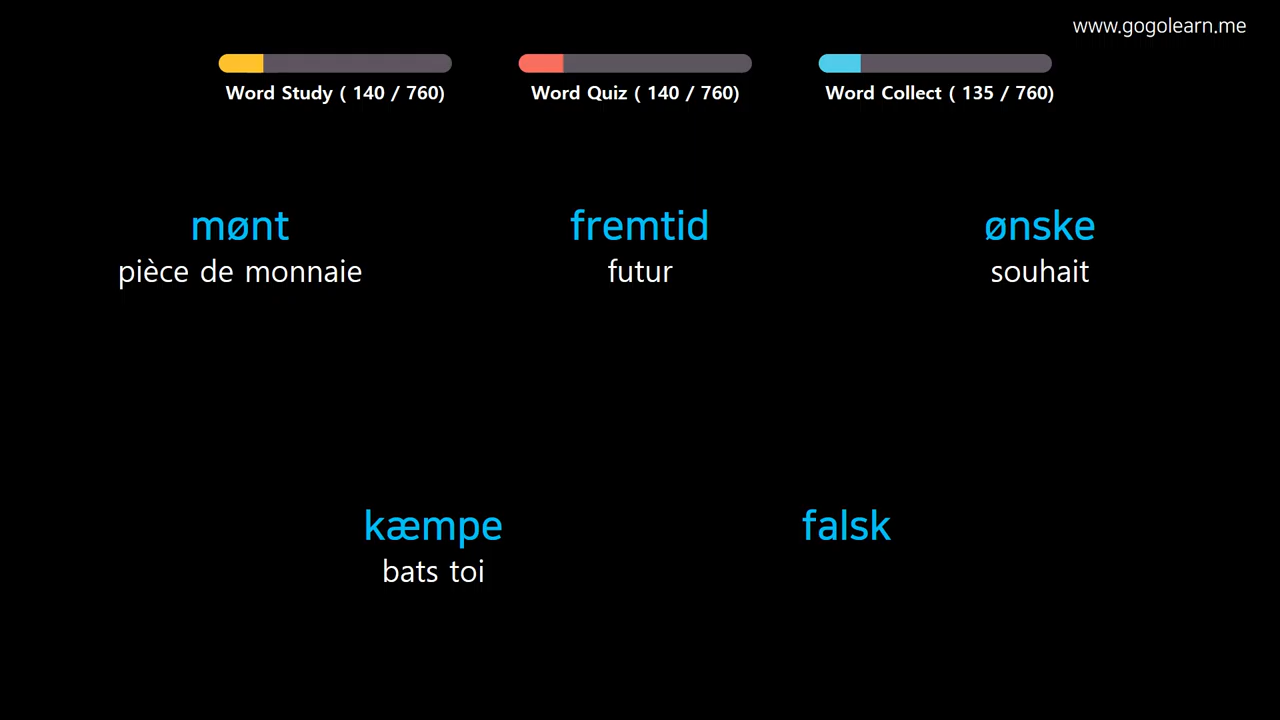 www.gogolearn.me
Word Study ( 140 / 760)
Word Quiz ( 140 / 760)
Word Collect ( 135 / 760)
mønt
pièce de monnaie
fremtid
futur
ønske
souhait
kæmpe
bats toi
falsk